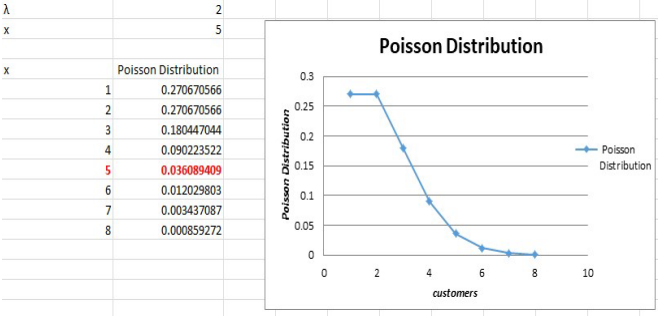 λ 2
x 5
x Poisson Distribution
1 0.270670566
2 0.270670566
3 0.180447044
4 0.090223522
5 0.036089409
6 0.012029803
7 0.003437087
8 0.000859272
Poisson Distribution
0.3
0.25
0.2
0.15
0.1
0.05
0
0 2 4 6 8 10
Poisson Distribution
customers
Poisson
Distribution